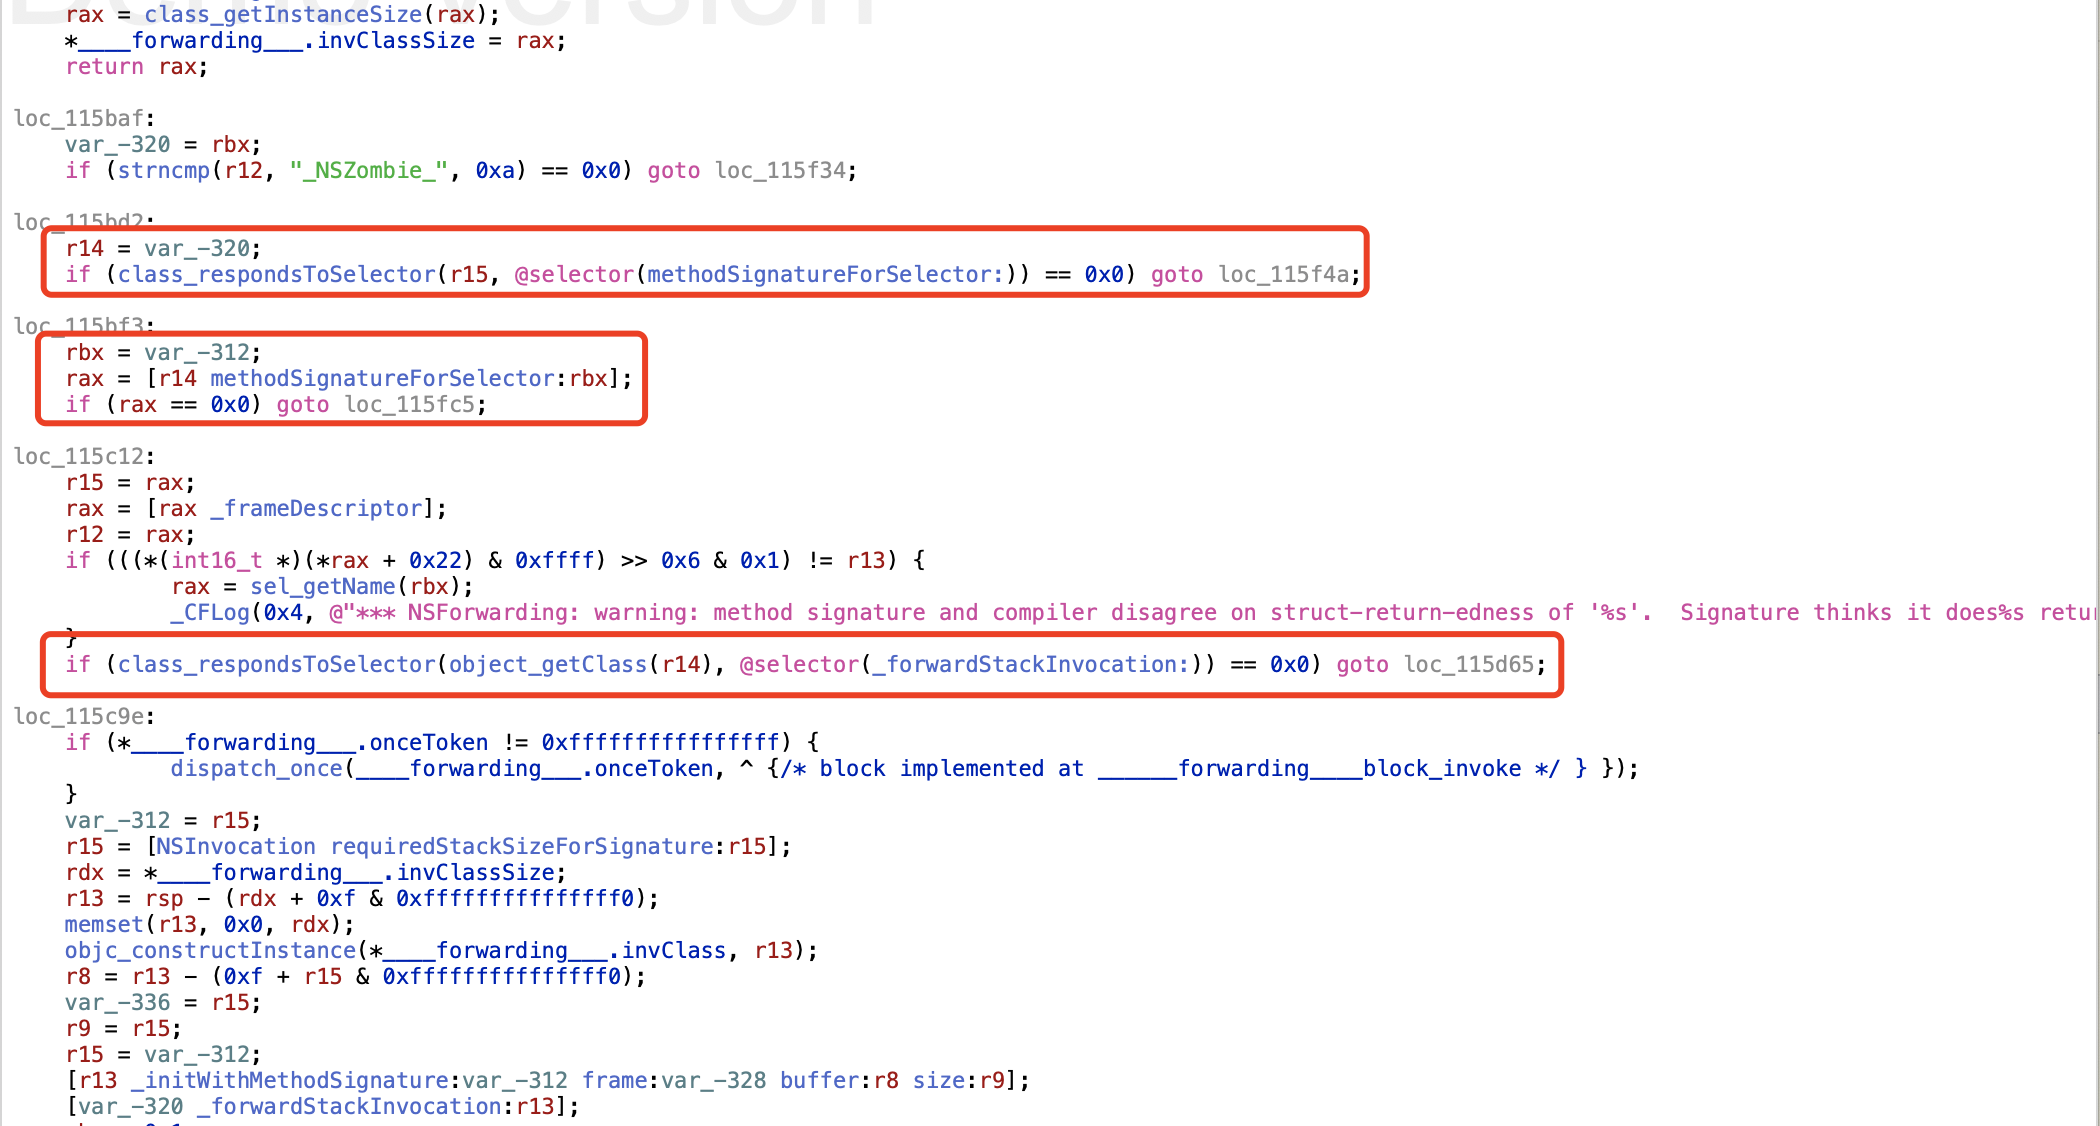 rax = class_getInstanceSize(rax);
*____forwarding___.invClassSize = rax;
return rax;
loc_115baf:
var_-320 = rbx;
if (strncmp(r12, "_NSZombie_", 0xa) == 0x0) goto loc_115f34;
loc_115bd2:
r14 = var_-320;
if (class_respondsToSelector(r15, @selector(methodSignatureForSelector:)) == 0x0) goto loc_115f4a;
loc_115bf3:
rbx = var_-312;
rax = [r14 methodSignatureForSelector:rbx];
if (rax == 0x0) goto loc_115fc5;
loc_115c12:
r15 = rax;
rax = [rax _frameDescriptor];
r12 = rax;
if (((*(int16_t *)(*rax + 0x22) & 0xffff) >> 0x6 & 0x1) != r13) {
rax = sel_getName(rbx);
_CFLog(0x4, @"*** NSForwarding: warning: method signature and compiler disagree on struct-return-edness of '%s'.  Signature thinks it does%s retu
}
if (class_respondsToSelector(object_getClass(r14), @selector(_forwardStackInvocation:)) == 0x0) goto loc_115d65;
loc_115c9e:
if (*____forwarding___.onceToken != 0xffffffffffffffff) {
dispatch_once(____forwarding___.onceToken, ^ {/* block implemented at ______forwarding____block_invoke */ } });
}
var_-312 = r15;
r15 = [NSInvocation requiredStackSizeForSignature:r15];
rdx = *____forwarding___.invClassSize;
r13 = rsp - (rdx + 0xf & 0xfffffffffffffff0);
memset(r13, 0x0, rdx);
objc_constructInstance(*____forwarding___.invClass, r13);
r8 = r13 - (0xf + r15 & 0xfffffffffffffff0);
var_-336 = r15;
r9 = r15;
r15 = var_-312;
[r13 _initWithMethodSignature:var_-312 frame:var_-328 buffer:r8 size:r9];
[var_-320 _forwardStackInvocation:r13];